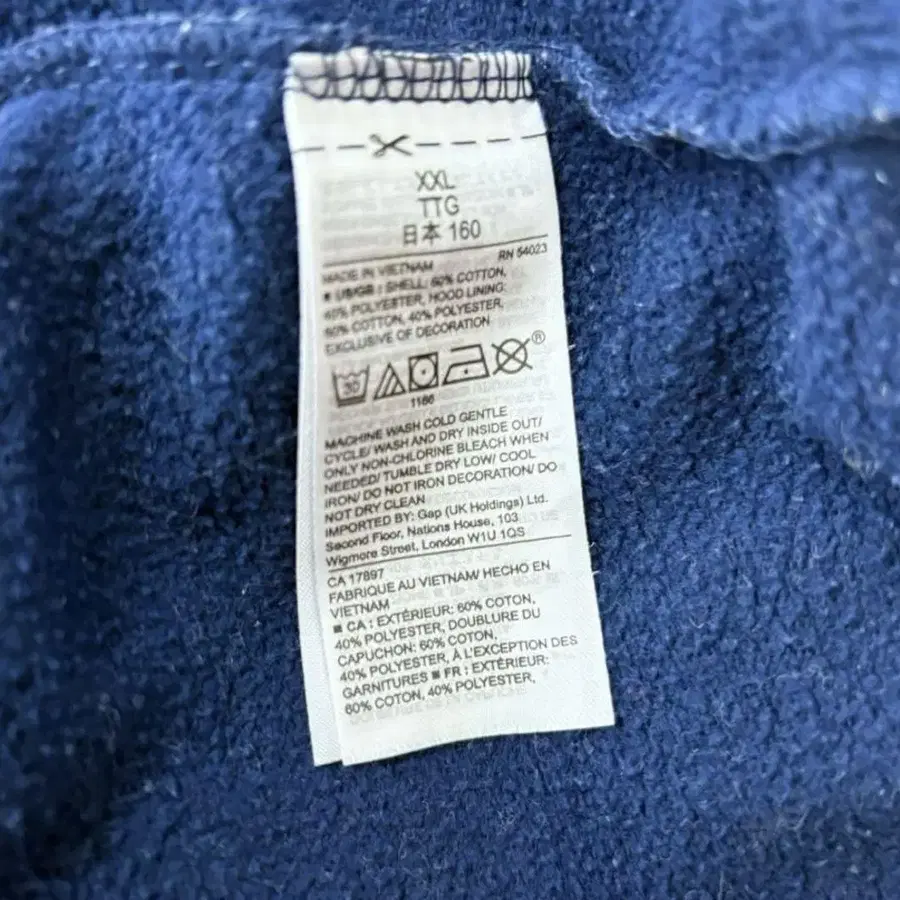 XXL
TTG
日本 160
RN 54023
MADE IN VIETNAM
■ US/GB : SHELL: 60% COTTON,
40% POLYESTER, HOOD LINING:
60% COTTON, 40% POLYESTER,
EXCLUSIVE OF DECORATION
30
®
1166
MACHINE WASH COLD GENTLE
CYCLE/ WASH AND DRY INSIDE OUT/
ONLY NON-CHLORINE BLEACH WHEN
NEEDED/ TUMBLE DRY LOW/ COOL
IRON/ DO NOT IRON DECORATION/ DO
NOT DRY CLEAN
IMPORTED BY: Gap (UK Holdings) Ltd.
Second Floor, Nations House, 103
Wigmore Street, London W1U 1QS
CA 17897
FABRIQUE AU VIETNAM/ HECHO EN
VIETNAM
■ CA : EXTÉRIEUR: 60% COTON,
40% POLYESTER, DOUBLURE DU
CAPUCHON: 60% COTON,
40% POLYESTER, À L'EXCEPTION DES
GARNITURES ■ FR : EXTÉRIEUR:
60% COTON, 40% POLYESTER,